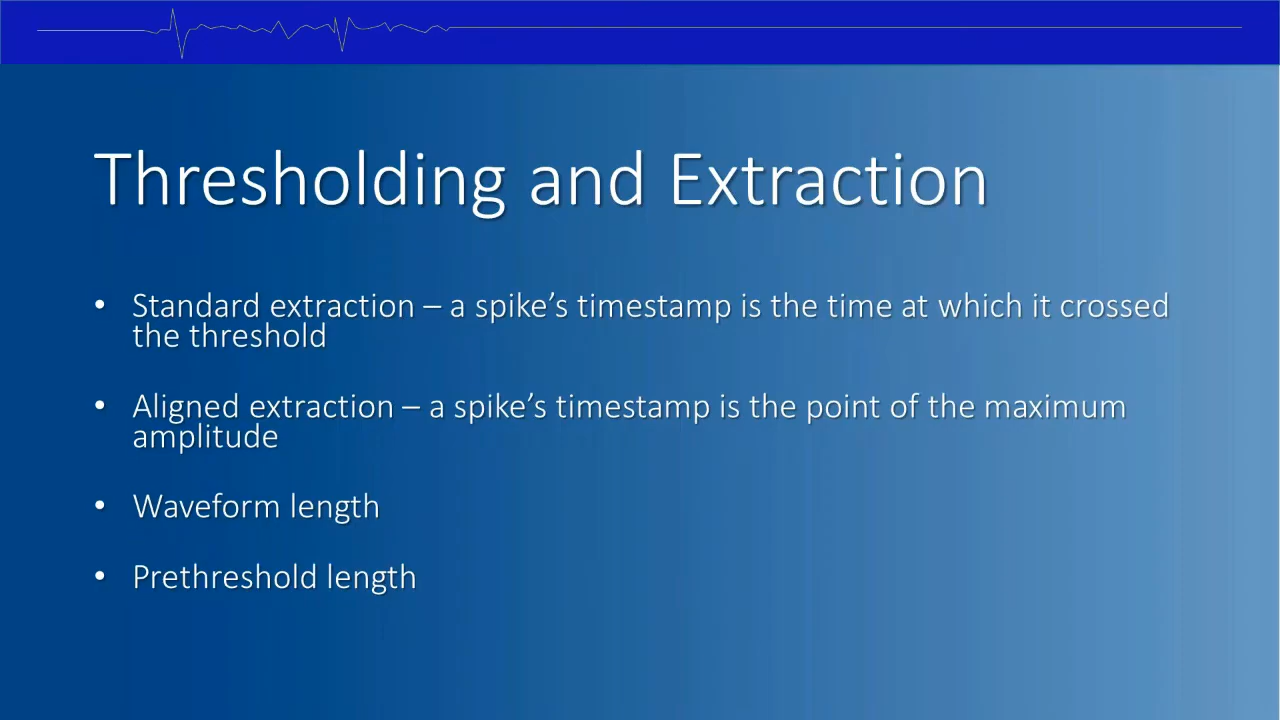 Thresholding and Extraction
• Standard extraction – a spike’s timestamp is the time at which it crossed
the threshold
• Aligned extraction – a spike’s timestamp is the point of the maximum
amplitude
• Waveform length
• Prethreshold length